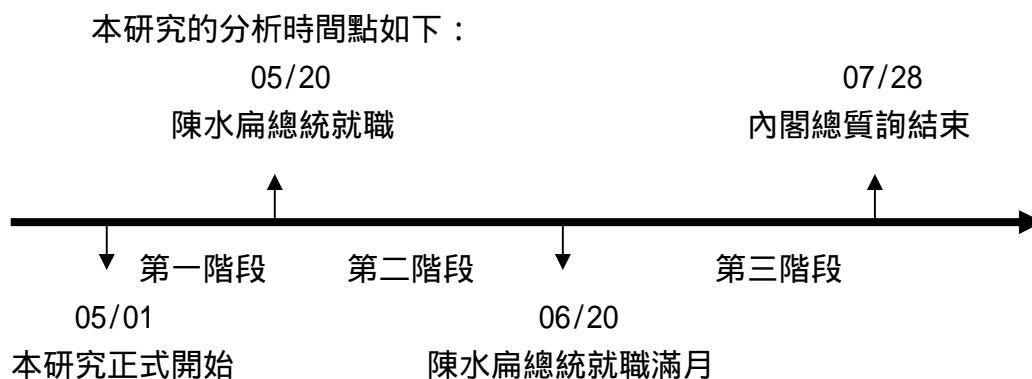 本研究的分析時間點如下：
05/20
07/28
陳水扁總統就職
內閣總質詢結束
第一階段
第二階段
第三階段
05/01
06/20
本研究正式開始
陳水扁總統就職滿月